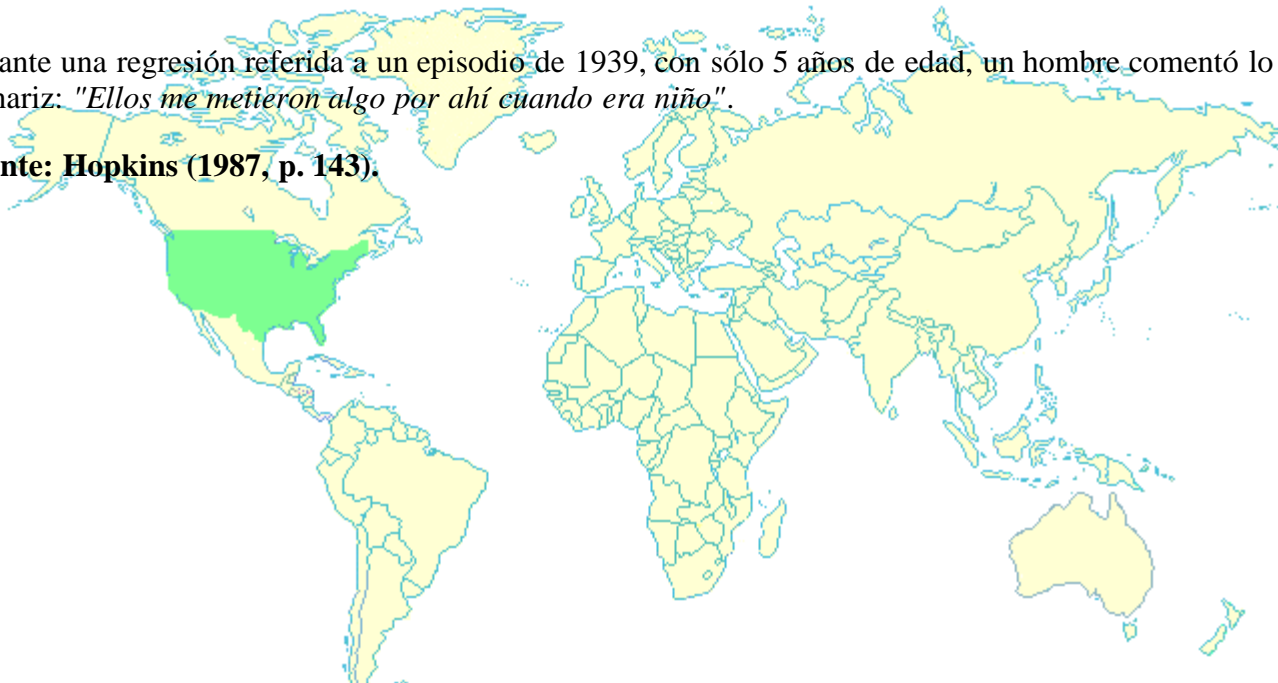 ante una regresión referida a un episodio de 1939, con sólo 5 años de edad, un hombre comentó lo
nariz: "Ellos me metieron algo por ahí cuando era niño".
nte: Hopkins (1987, p. 143).